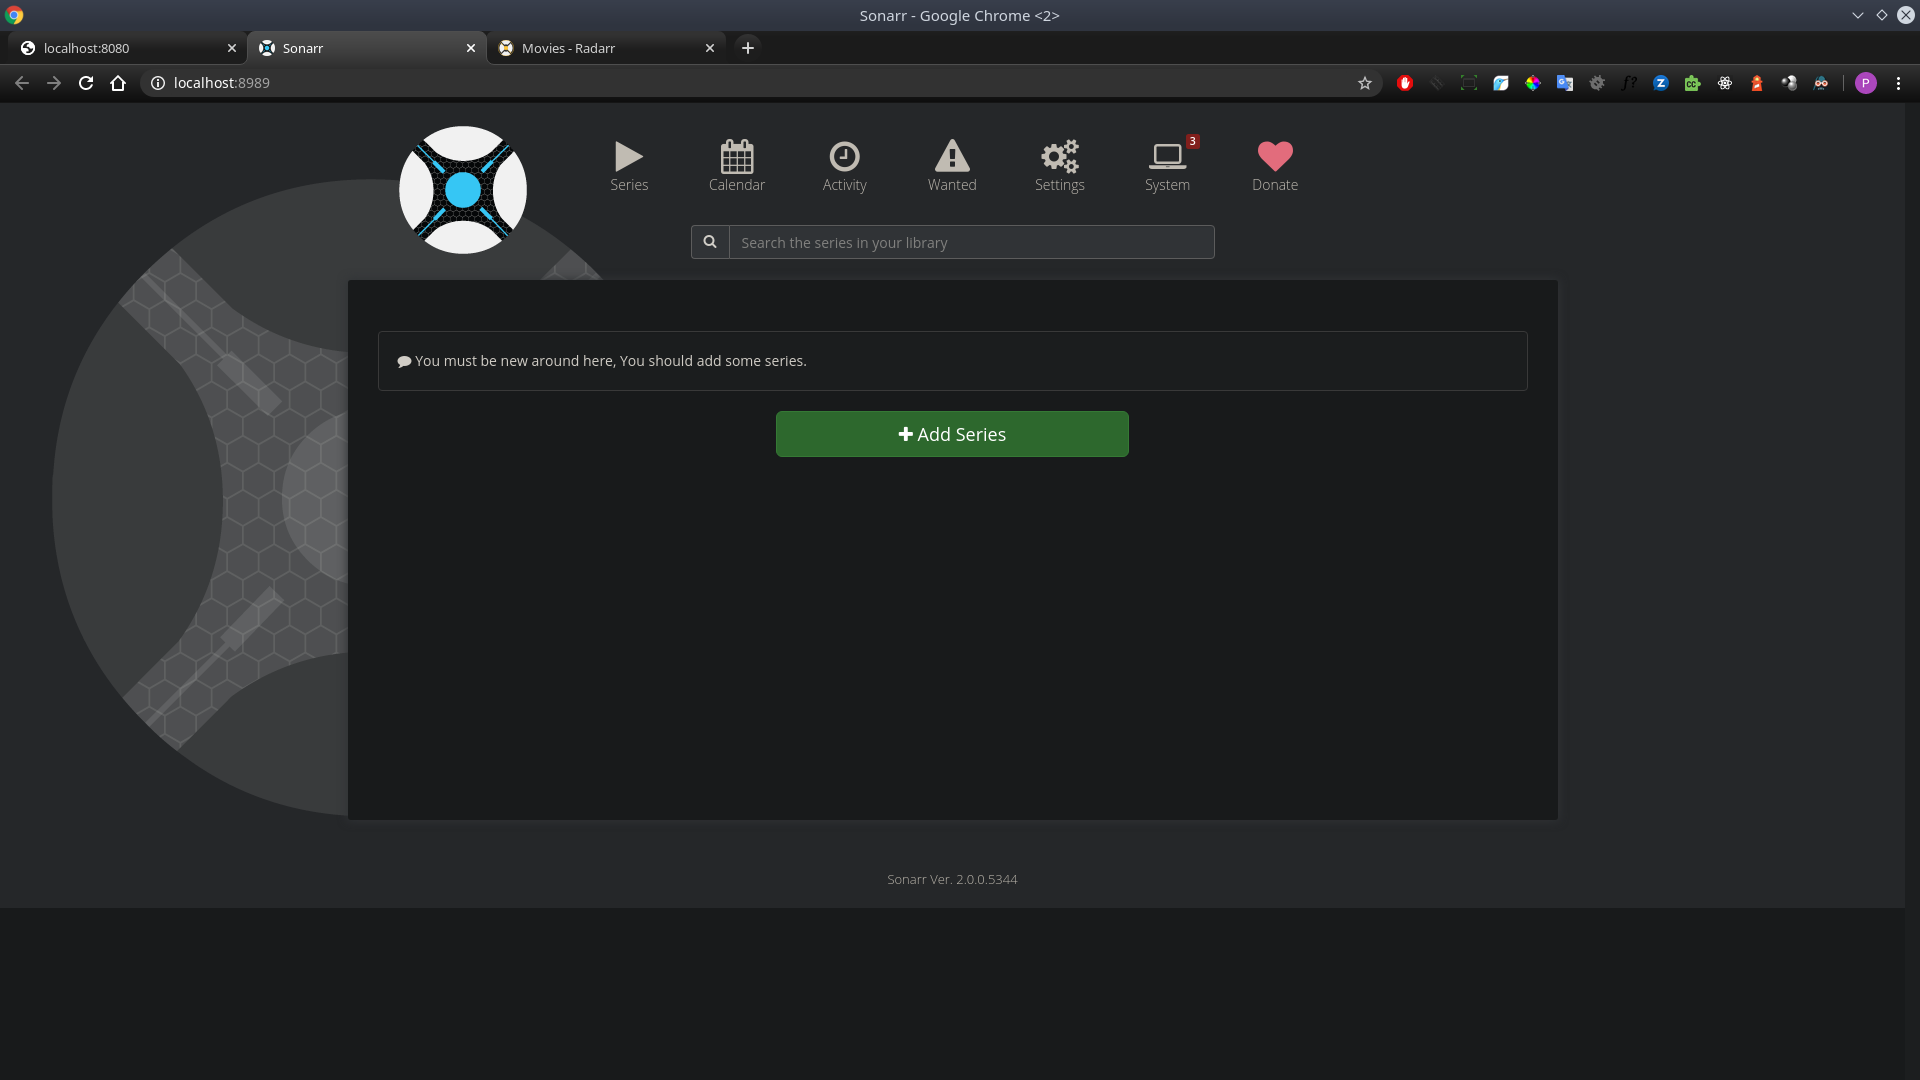 Sonarr - Google Chrome <2>
localhost:8080
Sonarr
Movies - Radarr
localhost:8989
f?
Z
CC
P
Series
Calendar
Activity
Wanted
Settings
3
System
Donate
Search the series in your library
You must be new around here, You should add some series.
Add Series
Sonarr Ver. 2.0.0.5344